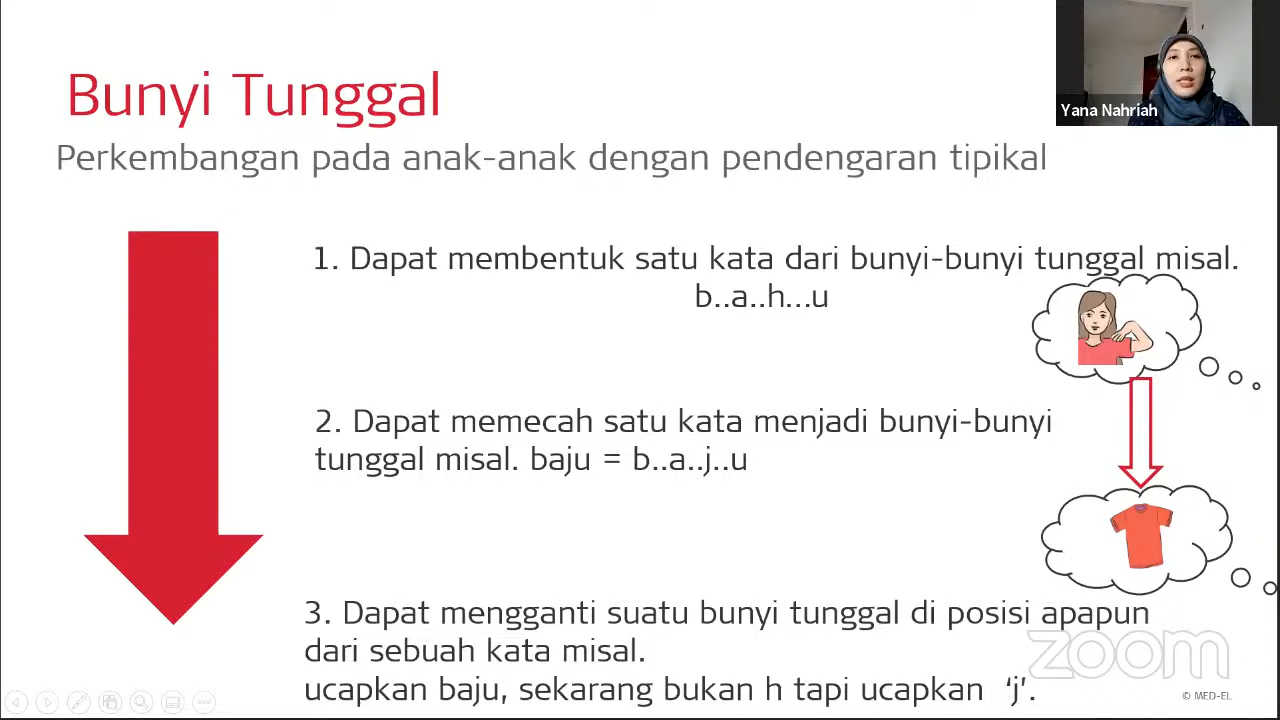 Bunyi Tunggal
Yana Nahriah
Perkembangan pada anak-anak dengan pendengaran tipikal
1. Dapat membentuk satu kata dari bunyi-bunyi tunggal misal.
b..a..h...u
2. Dapat memecah satu kata menjadi bunyi-bunyi
tunggal misal. baju = b..a..j..u
3. Dapat mengganti suatu bunyi tunggal di posisi apapun
dari sebuah kata misal.
ucapkan baju, sekarang bukan h tapi ucapkan ‘j’.
zoom
© MED-EL